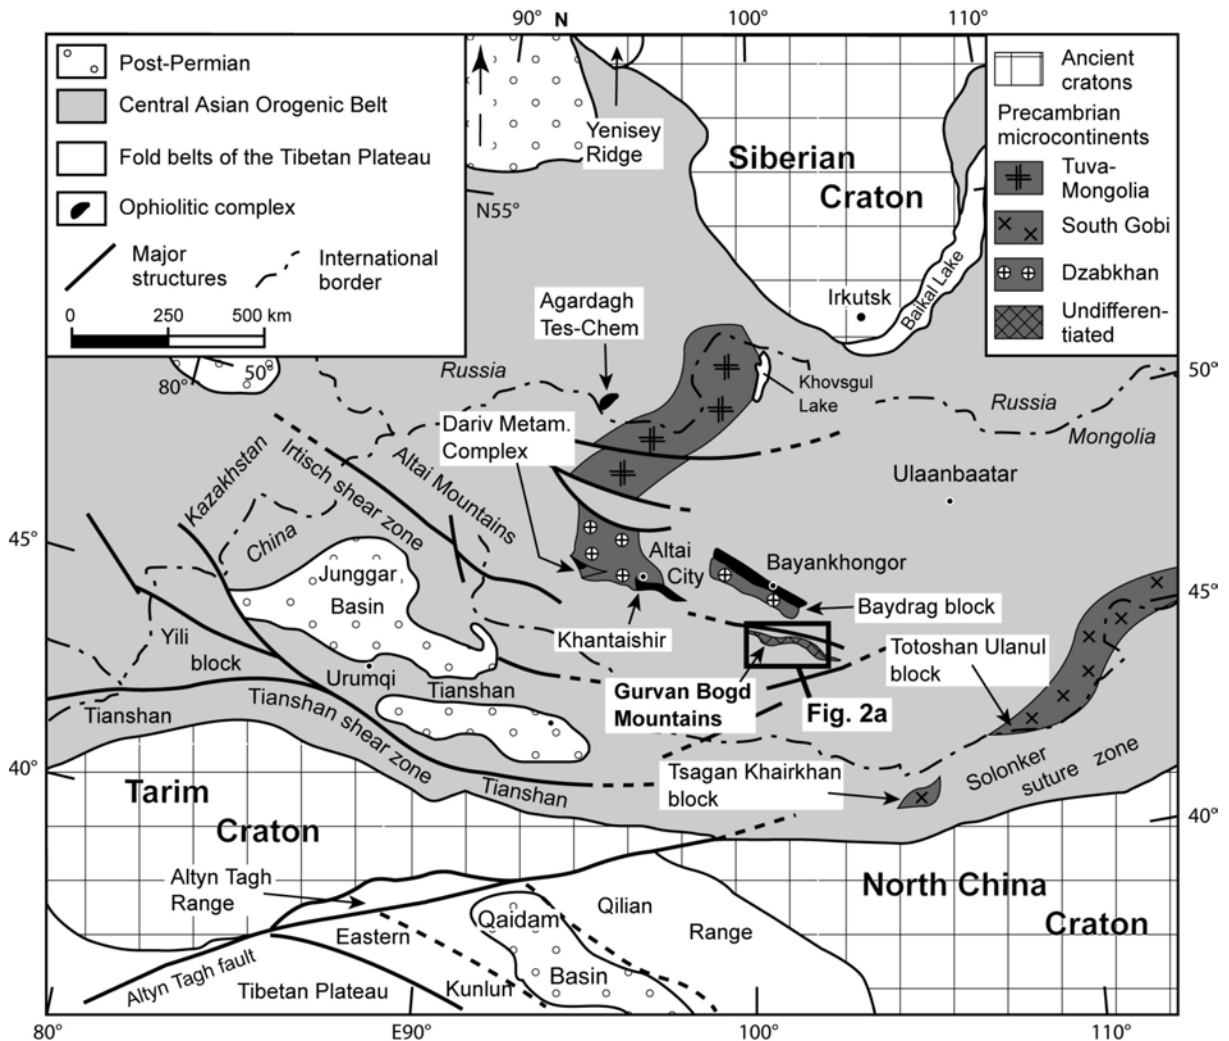 90°
N
100°
110°
Post-Permian
Central Asian Orogenic Belt
Fold belts of the Tibetan Plateau
Ophiolitic complex
Major
structures
International
border
0
250
500 km
Ancient
cratons
Precambrian
microcontinents
Tuva-
Mongolia
South Gobi
Dzabkhan
Undifferen-
tiated
Yenisey
Ridge
N55°
Siberian
Craton
Irkutsk
Baikal Lake
Agardagh
Tes-Chem
80°
50°
Russia
Khovsgul
Lake
50°
Russia
Mongolia
Dariv Metam.
Complex
Kazakhstan
Irtisch shear zone
Altai Mountains
China
Ulaanbaatar
45°
Junggar
Basin
Altai
City
Bayankhongor
45°
Baydrag block
Khantaishir
Yili
block
Urumqi
Tianshan
Totoshan Ulanul
block
Gurvan Bogd
Mountains
Fig. 2a
Tianshan
Tianshan shear zone
Tianshan
Tsagan Khairkhan
block
Solonker
suture zone
40°
Tarim
Craton
40°
Altyn Tagh
Range
North China
Craton
Qaidam
Basin
Qilian
Range
Eastern
Kunlun
Altyn Tagh fault
Tibetan Plateau
80°
E90°
100°
110°